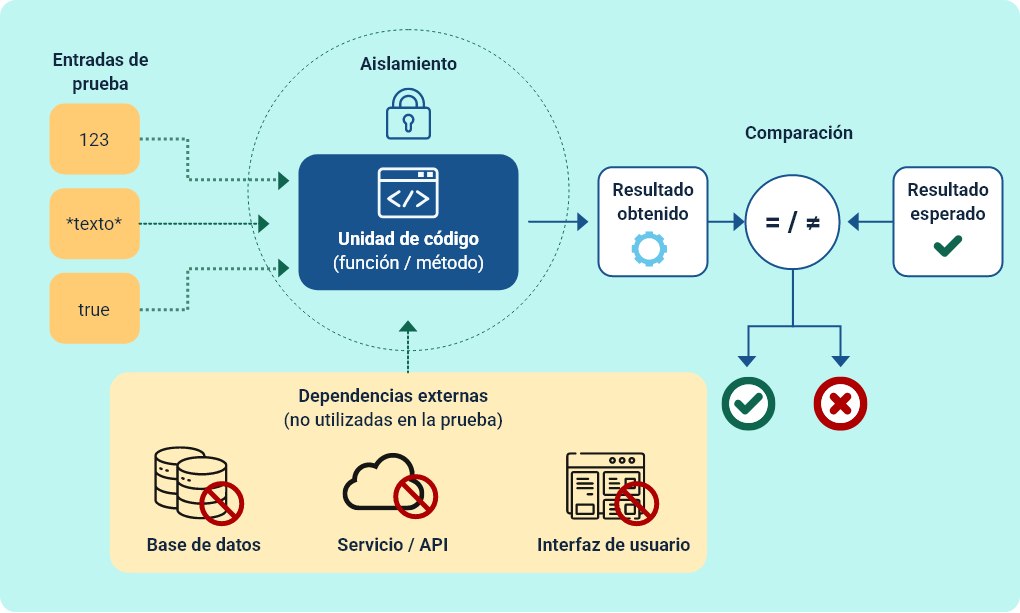 Entradas de
prueba
123
*texto*
true
Aislamiento
</>
Unidad de código
(función / método)
Resultado
obtenido
Comparación
= / ≠
Resultado
esperado
Dependencias externas
(no utilizadas en la prueba)
Base de datos
Servicio / API
Interfaz de usuario